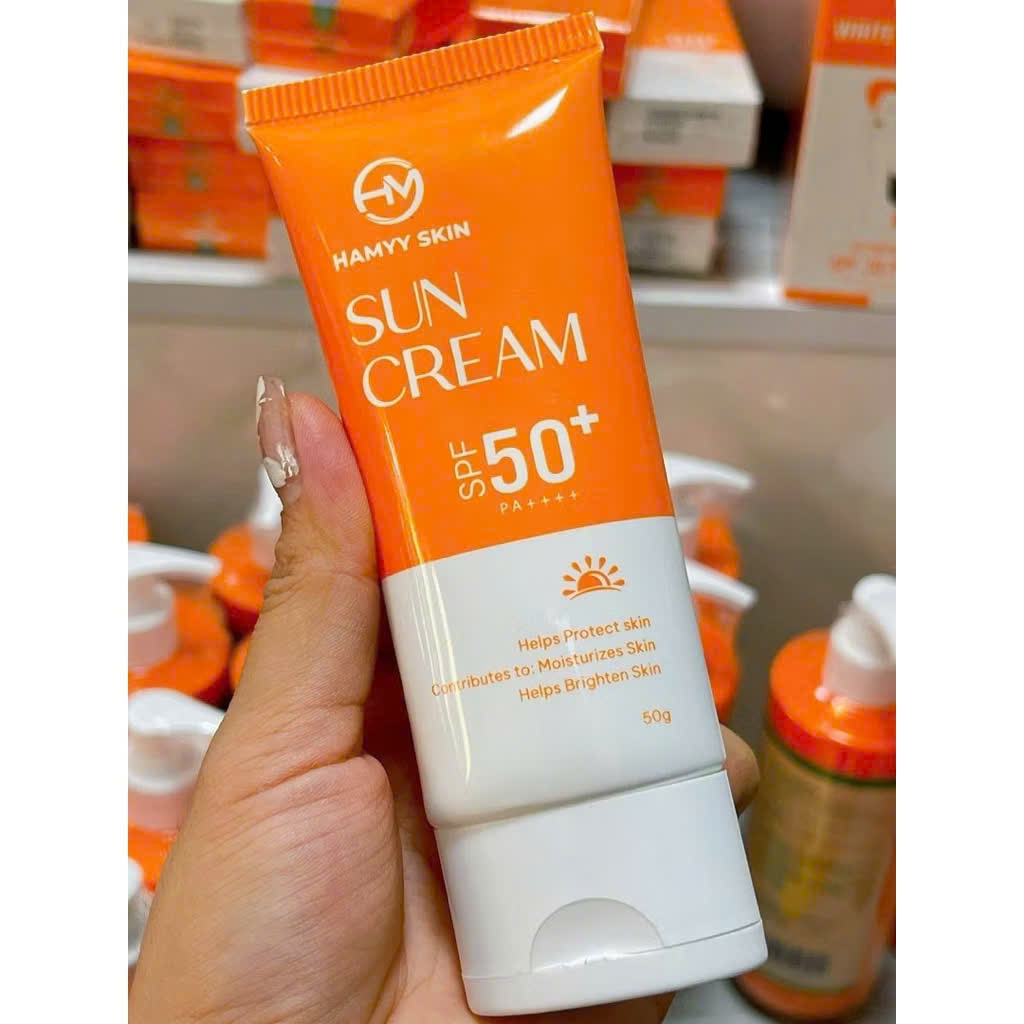 HM
HAMYY SKIN
SUN
CREAM
SPF 50+
PA++++
Helps Protect skin
Contributes to: Moisturizes Skin
Helps Brighten Skin
50g
WHITE